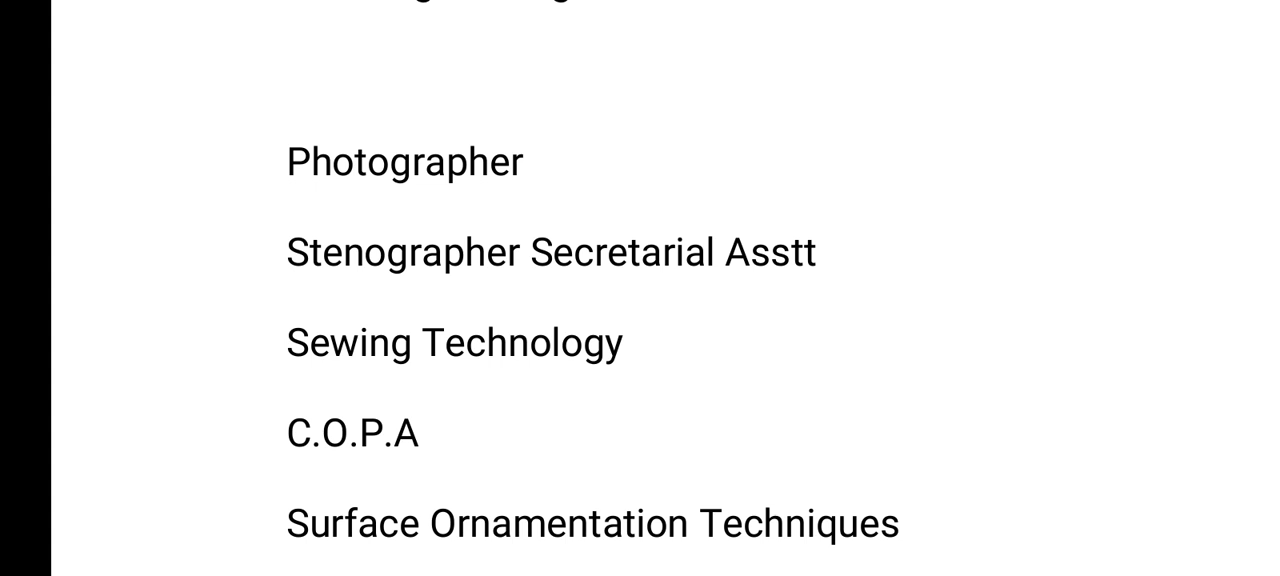 Photographer
Stenographer Secretarial Asstt
Sewing Technology
C.O.P.A
Surface Ornamentation Techniques